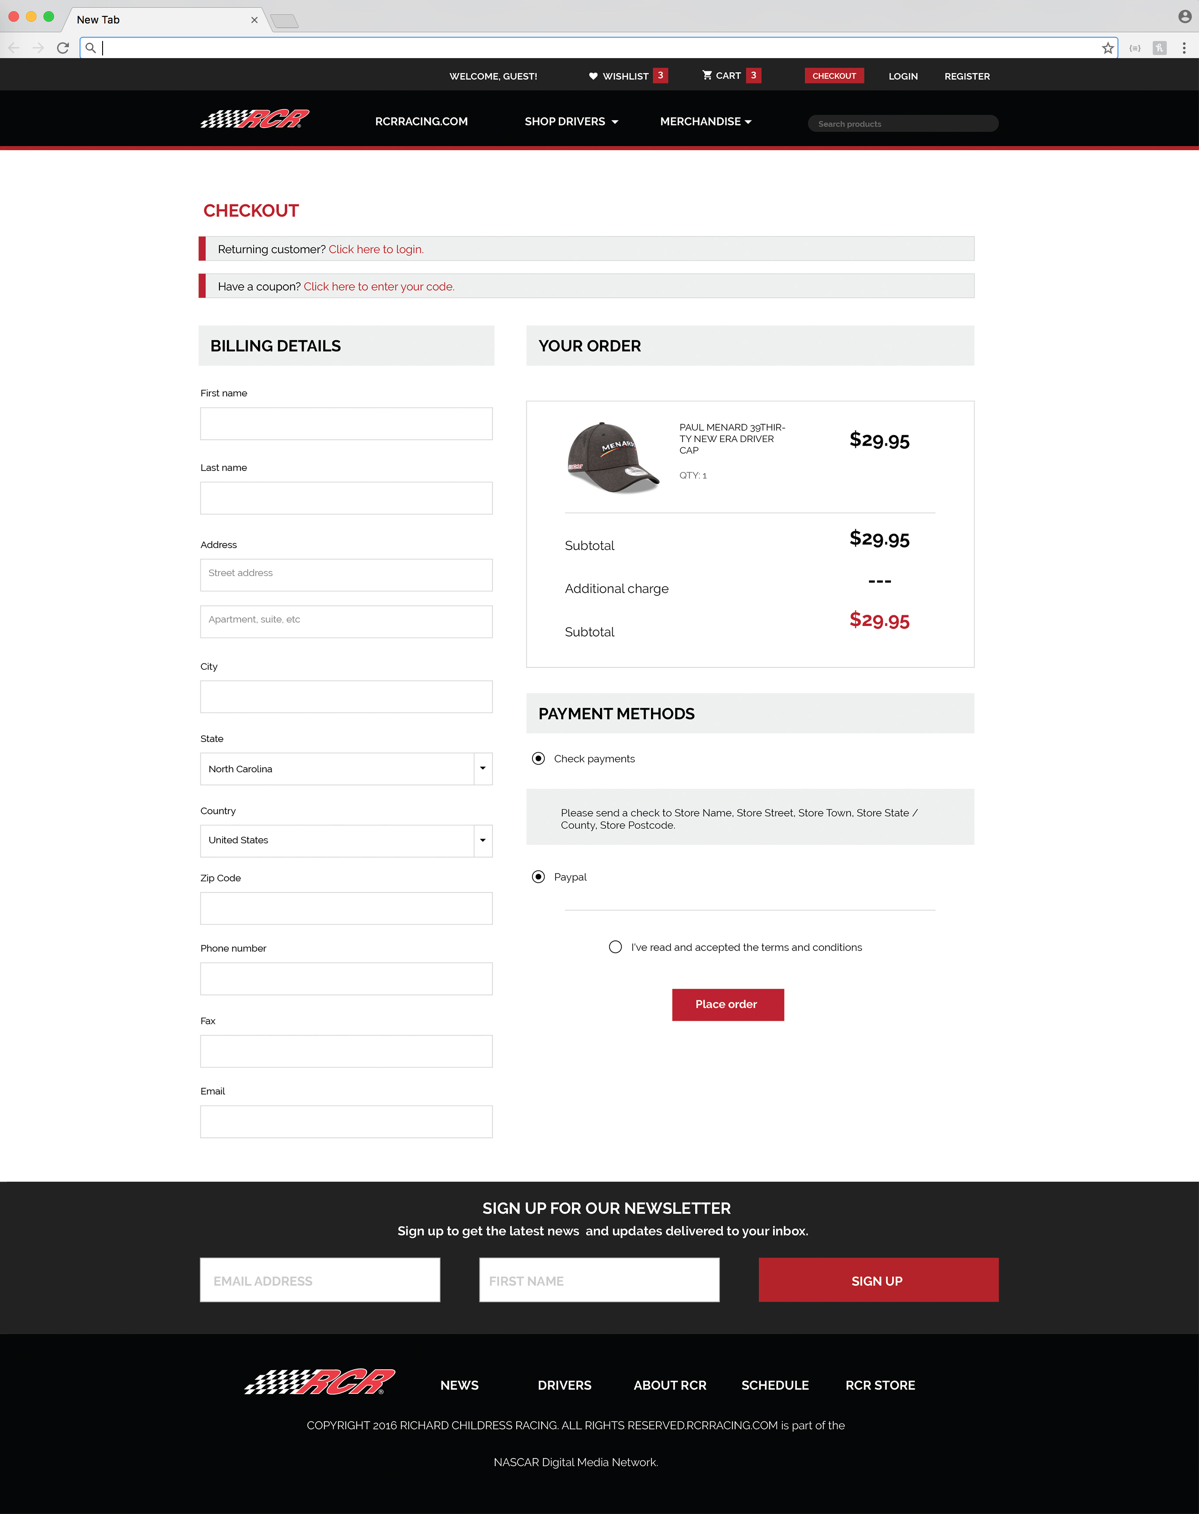 New Tab
WELCOME, GUEST!
WISHLIST 3
CART 3
CHECKOUT
LOGIN
REGISTER
RCR
RCRRACING.COM
SHOP DRIVERS
MERCHANDISE
Search products
CHECKOUT
Returning customer? Click here to login.
Have a coupon? Click here to enter your code.
BILLING DETAILS
First name
Last name
Address
Street address
Apartment, suite, etc
City
State
North Carolina
Country
United States
Zip Code
Phone number
Fax
Email
YOUR ORDER
MENARDS
PAUL MENARD 39THIR-
TY NEW ERA DRIVER
CAP
QTY: 1
$29.95
Subtotal
$29.95
Additional charge
---
Subtotal
$29.95
PAYMENT METHODS
Check payments
Please send a check to Store Name, Store Street, Store Town, Store State /
County, Store Postcode.
Paypal
I've read and accepted the terms and conditions
Place order
SIGN UP FOR OUR NEWSLETTER
Sign up to get the latest news  and updates delivered to your inbox.
EMAIL ADDRESS
FIRST NAME
SIGN UP
RCR
NEWS
DRIVERS
ABOUT RCR
SCHEDULE
RCR STORE
COPYRIGHT 2016 RICHARD CHILDRESS RACING. ALL RIGHTS RESERVED.RCRRACING.COM is part of the
NASCAR Digital Media Network.